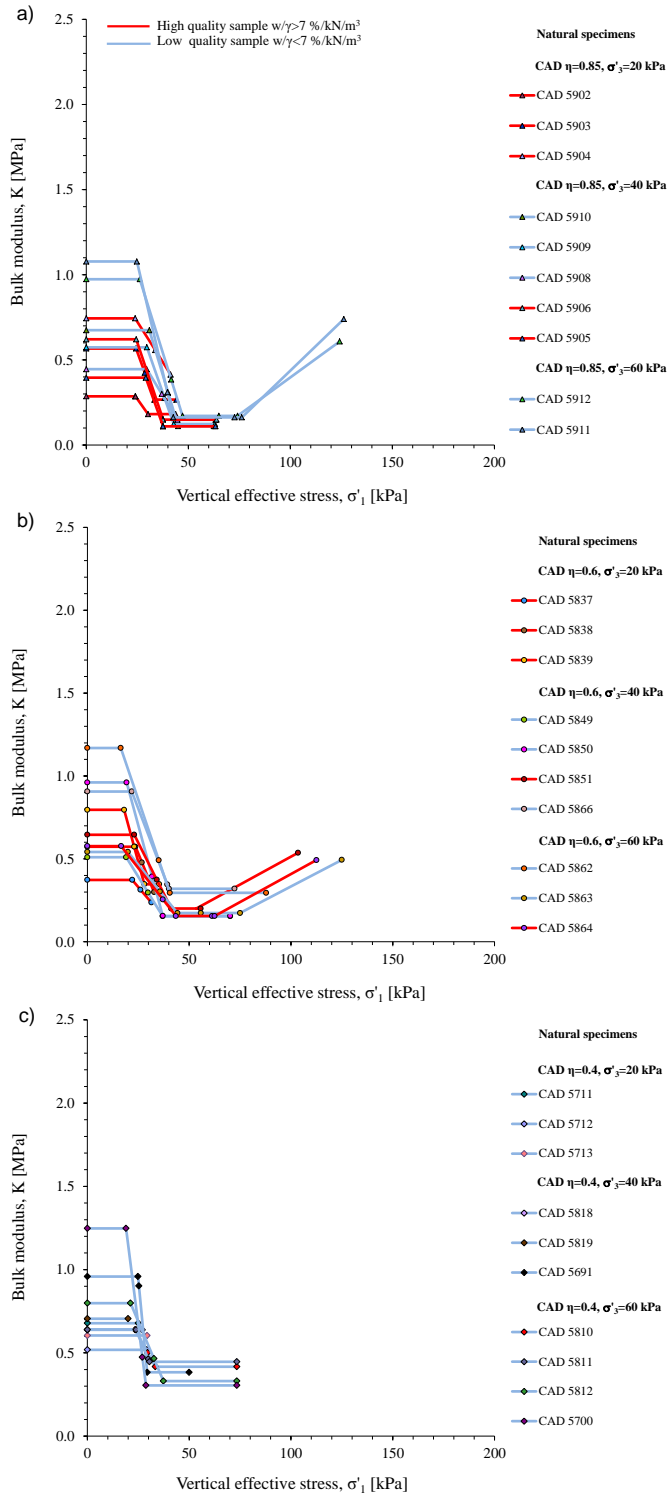 a)
High quality sample w/γ>7 %/kN/m³
Low quality sample w/γ<7 %/kN/m³
Natural specimens
CAD η=0.85, σ'₃=20 kPa
CAD 5902
CAD 5903
CAD 5904
CAD η=0.85, σ'₃=40 kPa
CAD 5910
CAD 5909
CAD 5908
CAD 5906
CAD 5905
CAD η=0.85, σ'₃=60 kPa
CAD 5912
CAD 5911
Bulk modulus, K [MPa]
2.5
2.0
1.5
1.0
0.5
0.0
0 50 100 150 200
Vertical effective stress, σ'₁ [kPa]
b)
Natural specimens
CAD η=0.6, σ'₃=20 kPa
CAD 5837
CAD 5838
CAD 5839
CAD η=0.6, σ'₃=40 kPa
CAD 5849
CAD 5850
CAD 5851
CAD 5866
CAD η=0.6, σ'₃=60 kPa
CAD 5862
CAD 5863
CAD 5864
Bulk modulus, K [MPa]
2.5
2.0
1.5
1.0
0.5
0.0
0 50 100 150 200
Vertical effective stress, σ'₁ [kPa]
c)
Natural specimens
CAD η=0.4, σ'₃=20 kPa
CAD 5711
CAD 5712
CAD 5713
CAD η=0.4, σ'₃=40 kPa
CAD 5818
CAD 5819
CAD 5691
CAD η=0.4, σ'₃=60 kPa
CAD 5810
CAD 5811
CAD 5812
CAD 5700
Bulk modulus, K [MPa]
2.5
2.0
1.5
1.0
0.5
0.0
0 50 100 150 200
Vertical effective stress, σ'₁ [kPa]